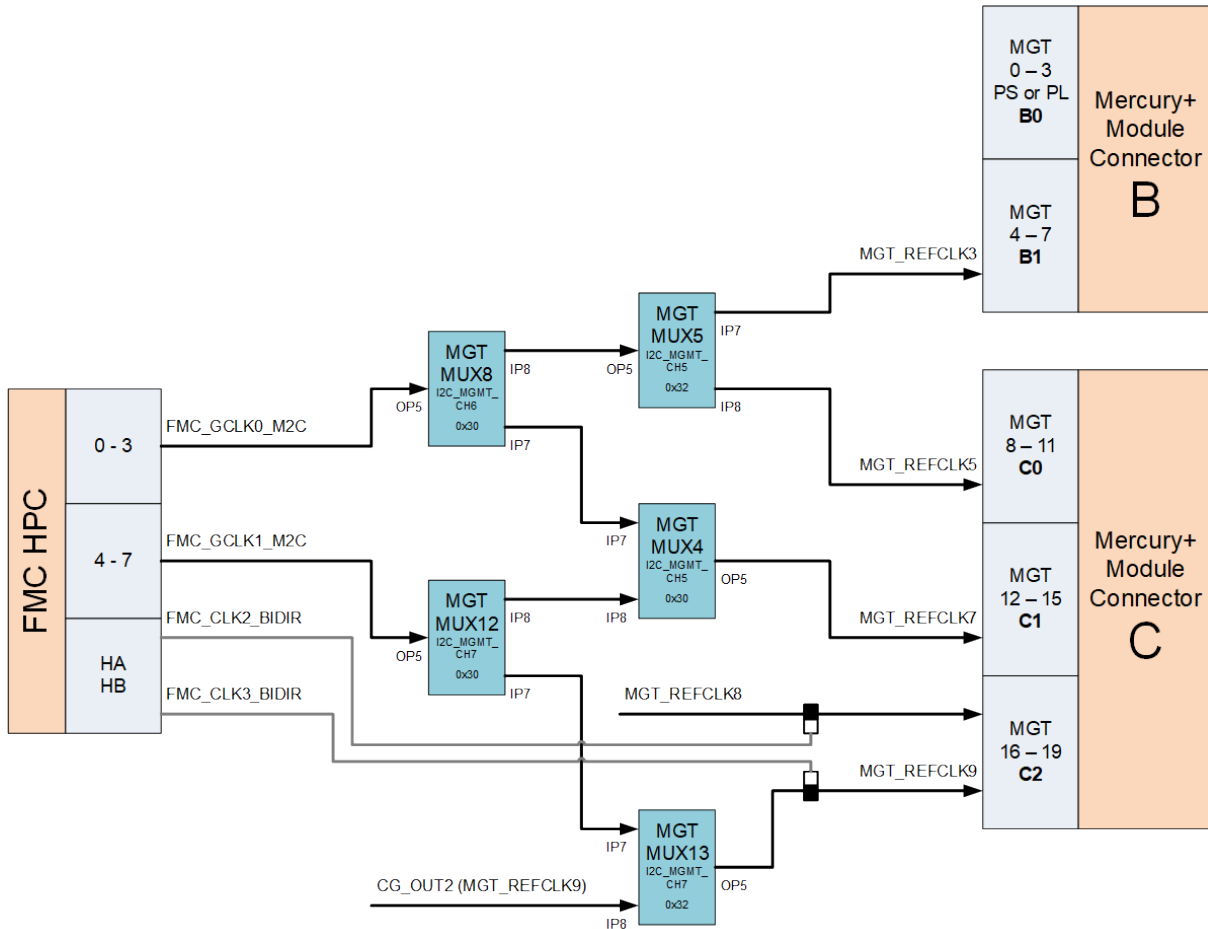 MGT
0 – 3
PS or PL
B0
Mercury+
Module
Connector
B
MGT
4 – 7
B1
MGT_REFCLK3
MGT
MUX5
I2C_MGMT_
CH5
0x32
IP7
OP5
IP8
MGT
MUX8
I2C_MGMT_
CH6
0x30
IP8
OP5
IP7
FMC HPC
0 - 3
FMC_GCLK0_M2C
4 - 7
FMC_GCLK1_M2C
HA
HB
FMC_CLK2_BIDIR
FMC_CLK3_BIDIR
MGT
8 – 11
C0
MGT_REFCLK5
Mercury+
Module
Connector
C
MGT
MUX4
I2C_MGMT_
CH5
0x30
IP7
IP8
OP5
MGT
12 – 15
C1
MGT_REFCLK7
MGT
MUX12
I2C_MGMT_
CH7
0x30
IP8
OP5
IP7
MGT_REFCLK8
MGT
16 – 19
C2
MGT_REFCLK9
MGT
MUX13
I2C_MGMT_
CH7
0x32
IP7
OP5
IP8
CG_OUT2 (MGT_REFCLK9)